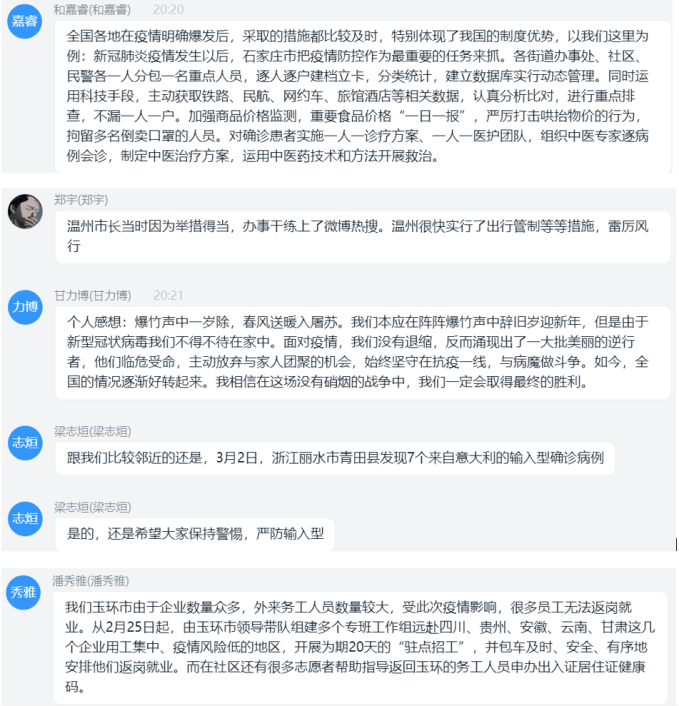 嘉睿
和嘉睿(和嘉睿) 20:20
全国各地在疫情明确爆发后，采取的措施都比较及时，特别体现了我国的制度优势，以我们这里为
例：新冠肺炎疫情发生以后，石家庄市把疫情防控作为最重要的任务来抓。各街道办事处、社区、
民警各一人分包一名重点人员，逐人逐户建档立卡，分类统计，建立数据库实行动态管理。同时运
用科技手段，主动获取铁路、民航、网约车、旅馆酒店等相关数据，认真分析比对，进行重点排
查，不漏一人一户。加强商品价格监测，重要食品价格“一日一报”，严厉打击哄抬物价的行为，
拘留多名倒卖口罩的人员。对确诊患者实施一人一诊疗方案、一人一医护团队，组织中医专家逐病
例会诊，制定中医治疗方案，运用中医药技术和方法开展救治。
郑宇(郑宇)
温州市长当时因为举措得当，办事干练上了微博热搜。温州很快实行了出行管制等等措施，雷厉风
行
力博
甘力博(甘力博) 20:21
个人感想：爆竹声中一岁除，春风送暖入屠苏。我们本应在阵阵爆竹声中辞旧岁迎新年，但是由于
新型冠状病毒我们不得不待在家中。面对疫情，我们没有退缩，反而涌现出了一大批美丽的逆行
者，他们临危受命，主动放弃与家人团聚的机会，始终坚守在抗疫一线，与病魔做斗争。如今，全
国的情况逐渐好转起来。我相信在这场没有硝烟的战争中，我们一定会取得最终的胜利。
志烜
梁志烜(梁志烜)
跟我们比较邻近的还是，3月2日，浙江丽水市青田县发现7个来自意大利的输入型确诊病例
志烜
梁志烜(梁志烜)
是的，还是希望大家保持警惕，严防输入型
秀雅
潘秀雅(潘秀雅)
我们玉环市由于企业数量众多，外来务工人员数量较大，受此次疫情影响，很多员工无法返岗就
业。从2月25日起，由玉环市领导带队组建多个专班工作组远赴四川、贵州、安徽、云南、甘肃这几
个企业用工集中、疫情风险低的地区，开展为期20天的“驻点招工”，并包车及时、安全、有序地
安排他们返岗就业。而在社区还有很多志愿者帮助指导返回玉环的务工人员申办出入证居住证健康
码。